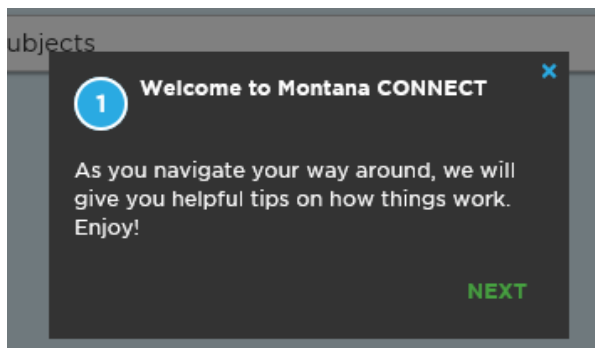 ubjects
1
Welcome to Montana CONNECT
×
As you navigate your way around, we will
give you helpful tips on how things work.
Enjoy!
NEXT